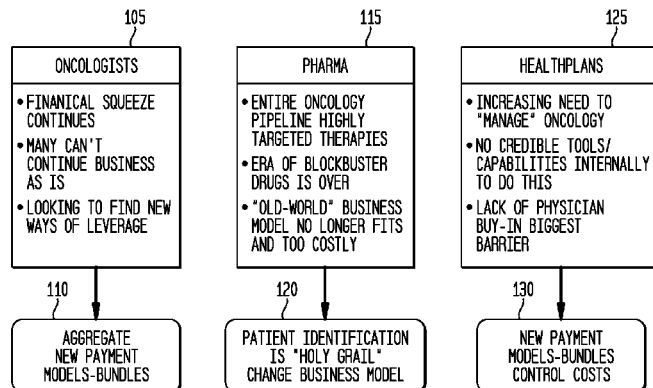 105
ONCOLOGISTS
• FINANICAL SQUEEZE
CONTINUES
• MANY CAN'T
CONTINUE BUSINESS
AS IS
• LOOKING TO FIND NEW
WAYS OF LEVERAGE
110
AGGREGATE
NEW PAYMENT
MODELS-BUNDLES
115
PHARMA
• ENTIRE ONCOLOGY
PIPELINE HIGHLY
TARGETED THERAPIES
• ERA OF BLOCKBUSTER
DRUGS IS OVER
• "OLD-WORLD" BUSINESS
MODEL NO LONGER FITS
AND TOO COSTLY
120
PATIENT IDENTIFICATION
IS "HOLY GRAIL"
CHANGE BUSINESS MODEL
125
HEALTHPLANS
• INCREASING NEED TO
"MANAGE" ONCOLOGY
• NO CREDIBLE TOOLS/
CAPABILITIES INTERNALLY
TO DO THIS
• LACK OF PHYSICIAN
BUY-IN BIGGEST
BARRIER
130
NEW PAYMENT
MODELS-BUNDLES
CONTROL COSTS